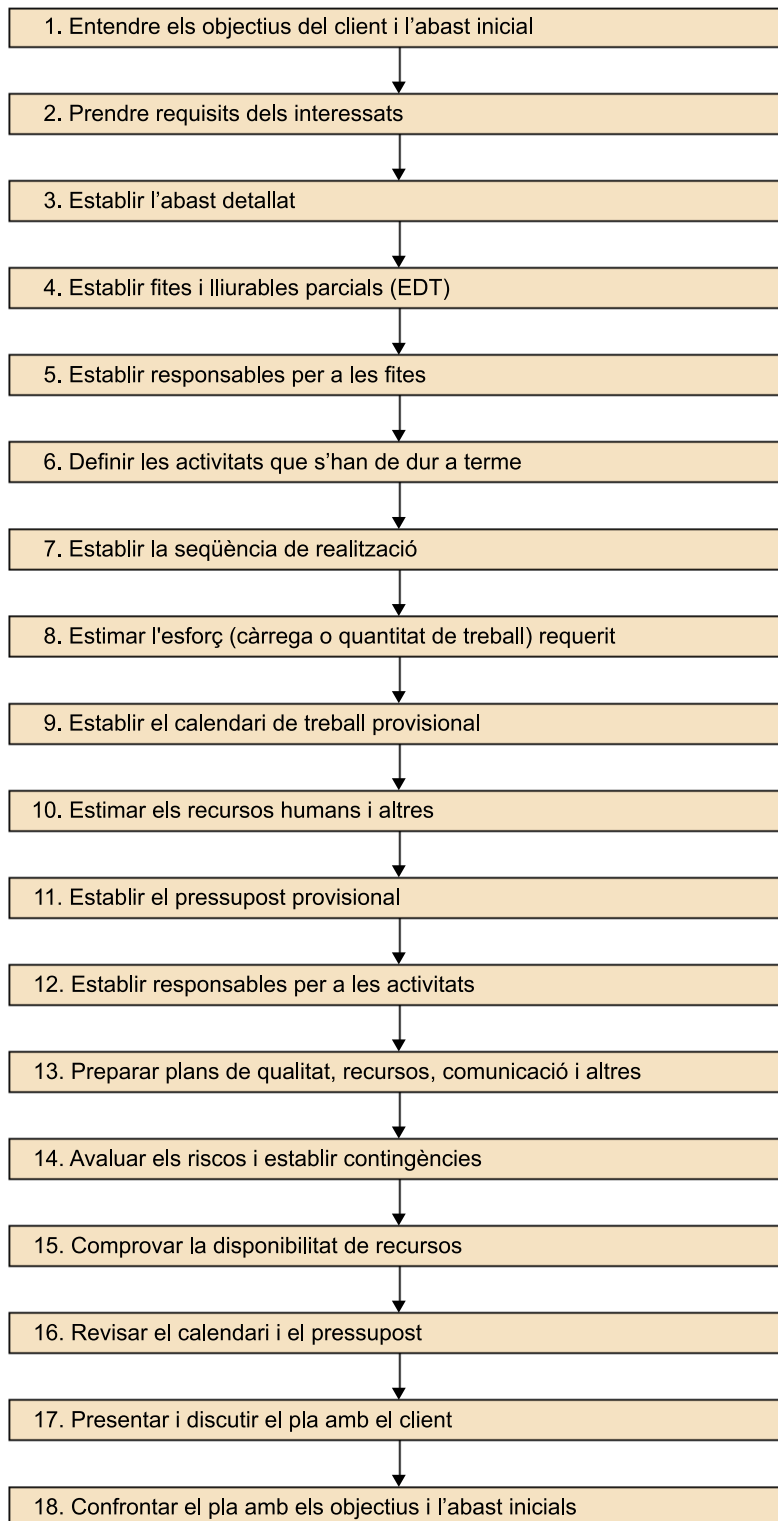 1. Entendre els objectius del client i l’abast inicial
2. Prendre requisits dels interessats
3. Establir l’abast detallat
4. Establir fites i lliurables parcials (EDT)
5. Establir responsables per a les fites
6. Definir les activitats que s’han de dur a terme
7. Establir la seqüència de realització
8. Estimar l'esforç (càrrega o quantitat de treball) requerit
9. Establir el calendari de treball provisional
10. Estimar els recursos humans i altres
11. Establir el pressupost provisional
12. Establir responsables per a les activitats
13. Preparar plans de qualitat, recursos, comunicació i altres
14. Avaluar els riscos i establir contingències
15. Comprovar la disponibilitat de recursos
16. Revisar el calendari i el pressupost
17. Presentar i discutir el pla amb el client
18. Confrontar el pla amb els objectius i l’abast inicials